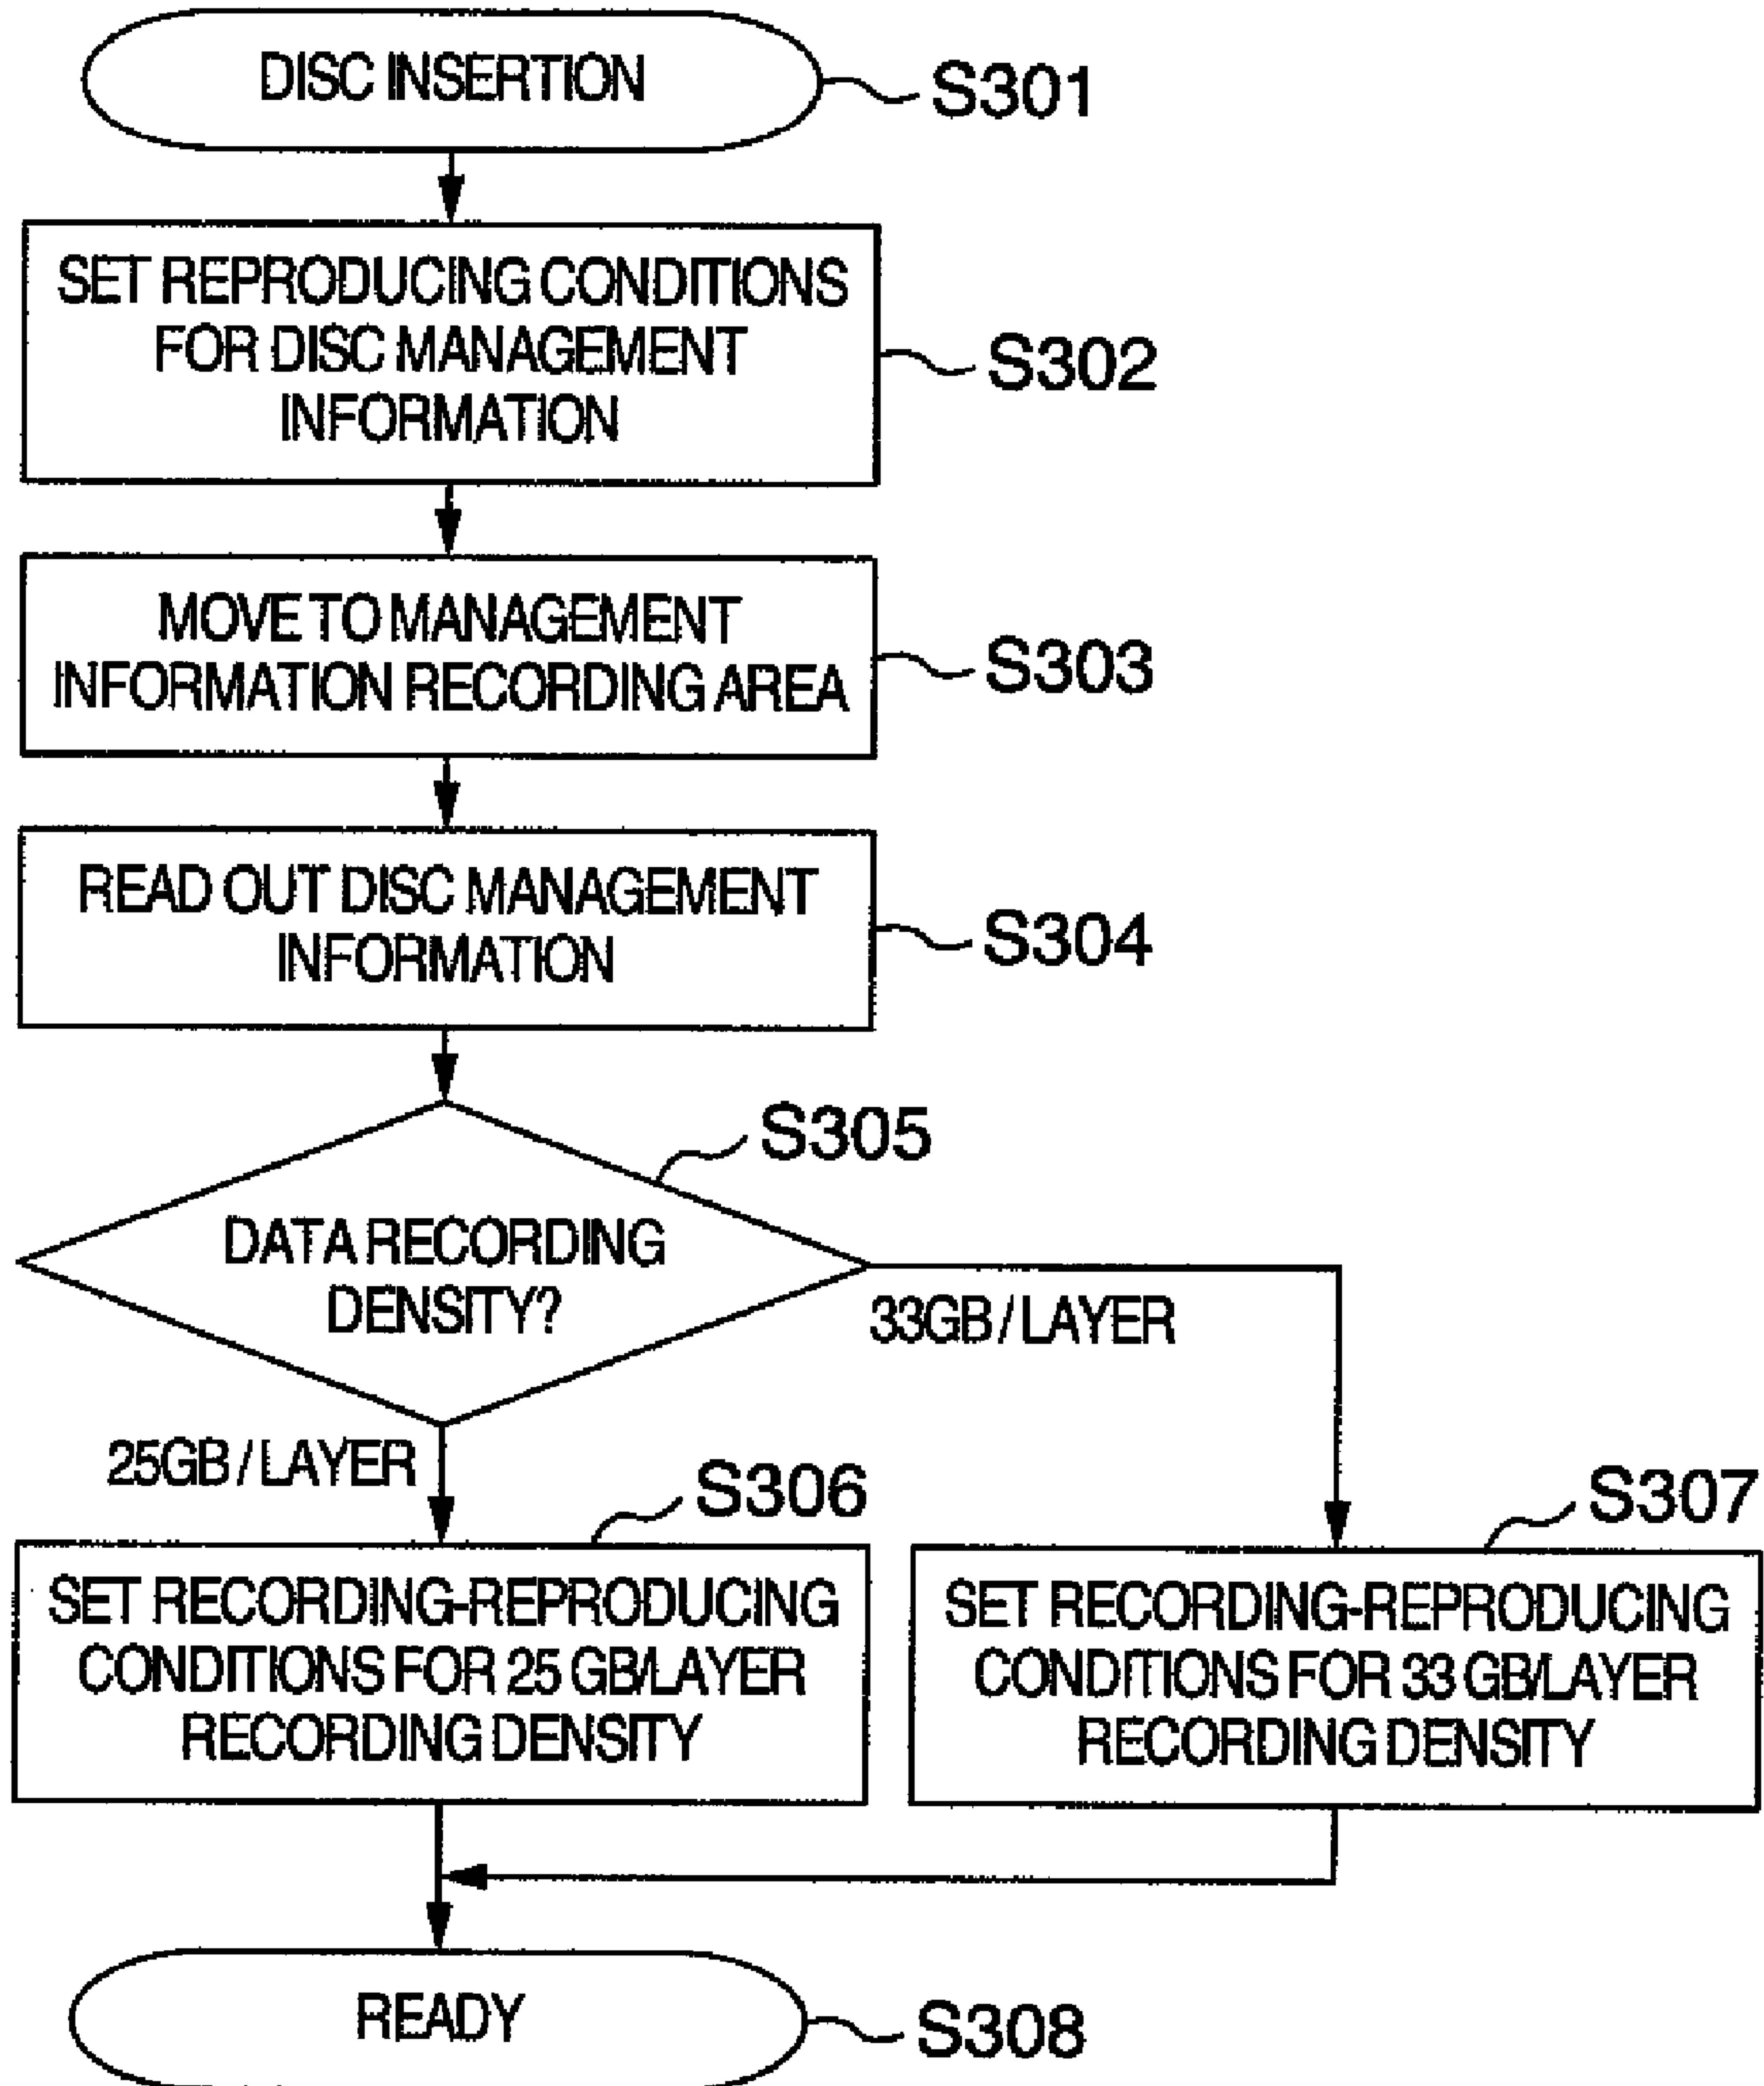 DISC INSERTION
S301
SET REPRODUCING CONDITIONS
FOR DISC MANAGEMENT
INFORMATION
S302
MOVE TO MANAGEMENT
INFORMATION RECORDING AREA
S303
READ OUT DISC MANAGEMENT
INFORMATION
S304
S305
DATA RECORDING
DENSITY?
33GB / LAYER
25GB / LAYER
S306
S307
SET RECORDING-REPRODUCING
CONDITIONS FOR 25 GB/LAYER
RECORDING DENSITY
SET RECORDING-REPRODUCING
CONDITIONS FOR 33 GB/LAYER
RECORDING DENSITY
READY
S308